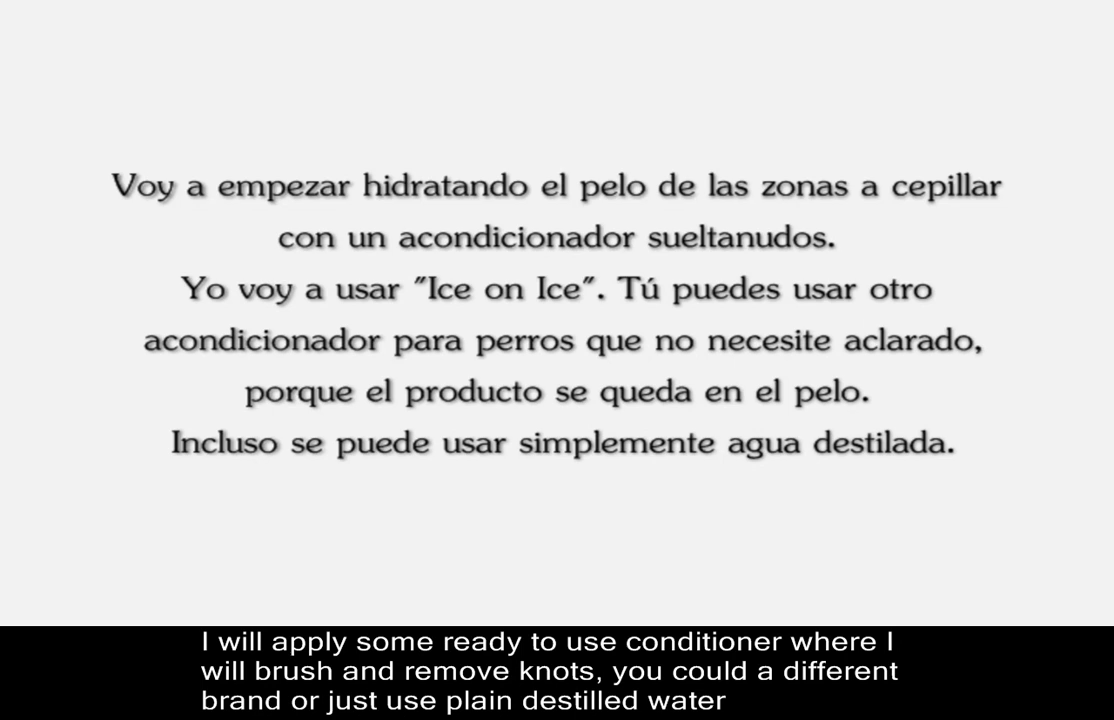 Voy a empezar hidratando el pelo de las zonas a cepillar
con un acondicionador sueltanudos.
Yo voy a usar "Ice on Ice". Tú puedes usar otro
acondicionador para perros que no necesite aclarado,
porque el producto se queda en el pelo.
Incluso se puede usar simplemente agua destilada.
I will apply some ready to use conditioner where I
will brush and remove knots, you could a different
brand or just use plain destilled water